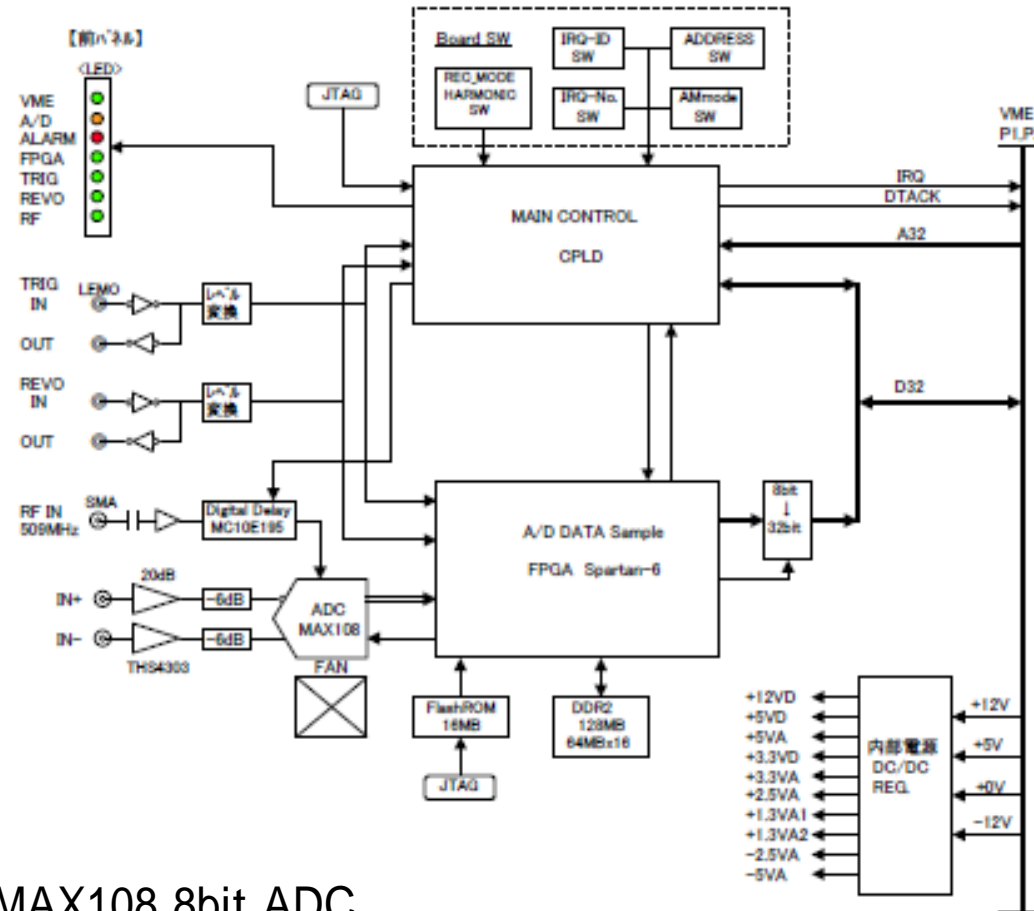 【前ﾊﾟﾈﾙ】
<LED>
VME
A/D
ALARM
FPGA
TRIG
REVO
RF
JTAG
Board SW
REC_MODE
HARMONIC
SW
IRQ-ID
SW
ADDRESS
SW
IRQ-No.
SW
AMmode
SW
VME
P1,P
MAIN CONTROL
CPLD
IRQ
DTACK
A32
D32
TRIG
IN
LEMO
OUT
ﾚﾍﾞﾙ
変換
REVO
IN
OUT
ﾚﾍﾞﾙ
変換
RF IN
509MHz
SMA
Digital Delay
MC10E195
20dB
IN+
-6dB
IN-
-6dB
THS4303
ADC
MAX108
FAN
A/D DATA Sample
FPGA Spartan-6
8bit
↓
32bit
FlashROM
16MB
JTAG
DDR2
128MB
64MBx16
+12VD
+5VD
+5VA
+3.3VD
+3.3VA
+2.5VA
+1.3VA1
+1.3VA2
-2.5VA
-5VA
内部電源
DC/DC
REG.
+12V
+5V
+0V
-12V
MAX108 8bit ADC